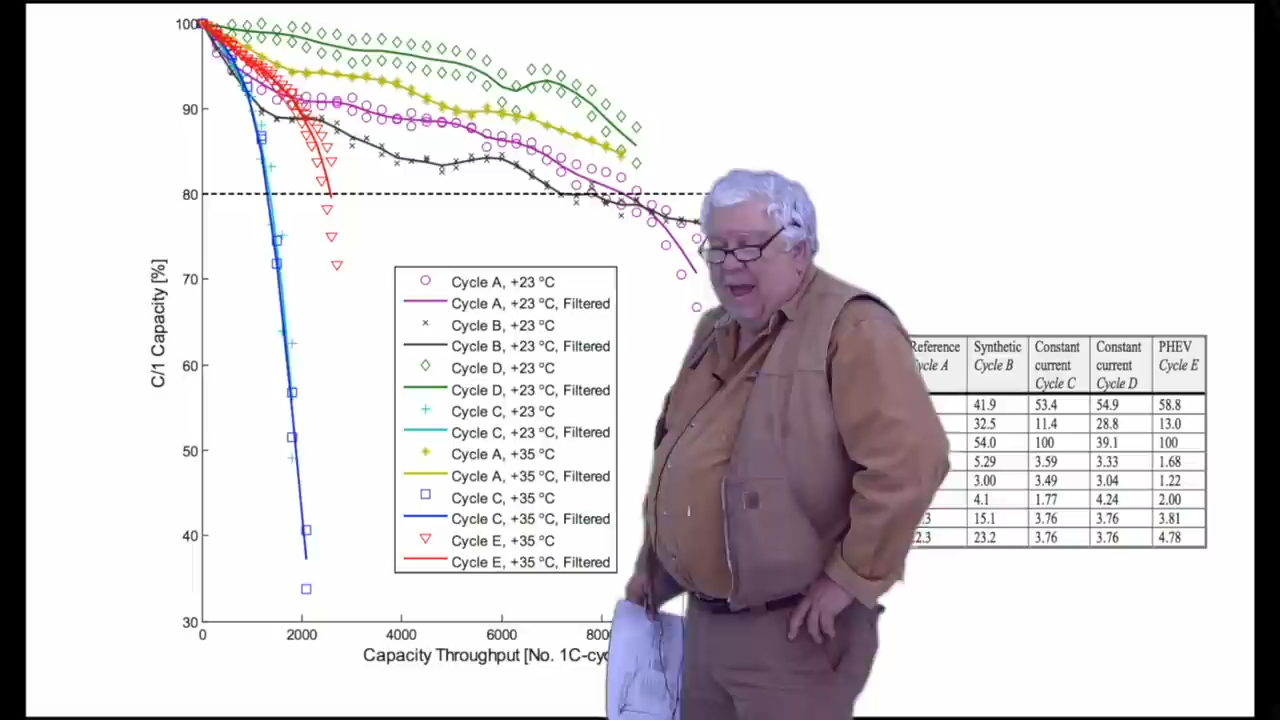 100
90
80
70
60
50
40
30
C/1 Capacity [%]
0
2000
4000
6000
8000
Capacity Throughput [No. 1C-cyc
Cycle A, +23 °C
Cycle A, +23 °C, Filtered
Cycle B, +23 °C
Cycle B, +23 °C, Filtered
Cycle D, +23 °C
Cycle D, +23 °C, Filtered
Cycle C, +23 °C
Cycle C, +23 °C, Filtered
Cycle A, +35 °C
Cycle A, +35 °C, Filtered
Cycle C, +35 °C
Cycle C, +35 °C, Filtered
Cycle E, +35 °C
Cycle E, +35 °C, Filtered
Reference Synthetic Constant Constant PHEV
Cycle A Cycle B current current Cycle E
Cycle C Cycle D
41.9 53.4 54.9 58.8
32.5 11.4 28.8 13.0
54.0 100 39.1 100
5.29 3.59 3.33 1.68
3.00 3.49 3.04 1.22
4.1 1.77 4.24 2.00
.3 15.1 3.76 3.76 3.81
2.3 23.2 3.76 3.76 4.78